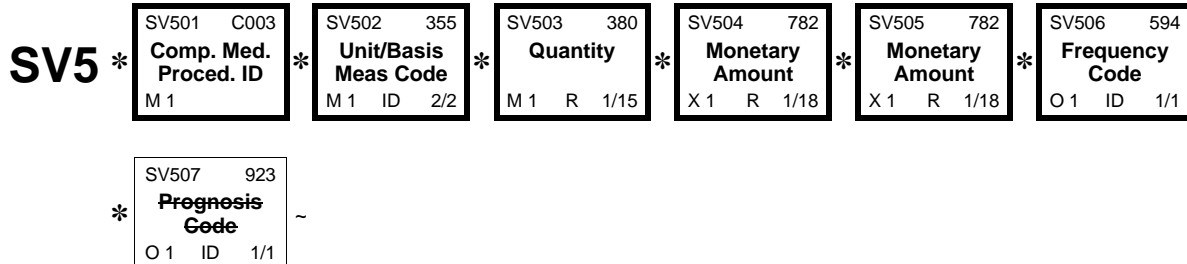 SV501 C003 SV502 355 SV503 380 SV504 782 SV505 782 SV506 594
SV5 * Comp. Med. * Unit/Basis * Quantity * Monetary * Monetary * Frequency
Proced. ID Meas Code Amount Amount Code
M 1 M 1 ID 2/2 M 1 R 1/15 X 1 R 1/18 X 1 R 1/18 O 1 ID 1/1
SV507 923
* Prognosis ~
Code
O 1 ID 1/1